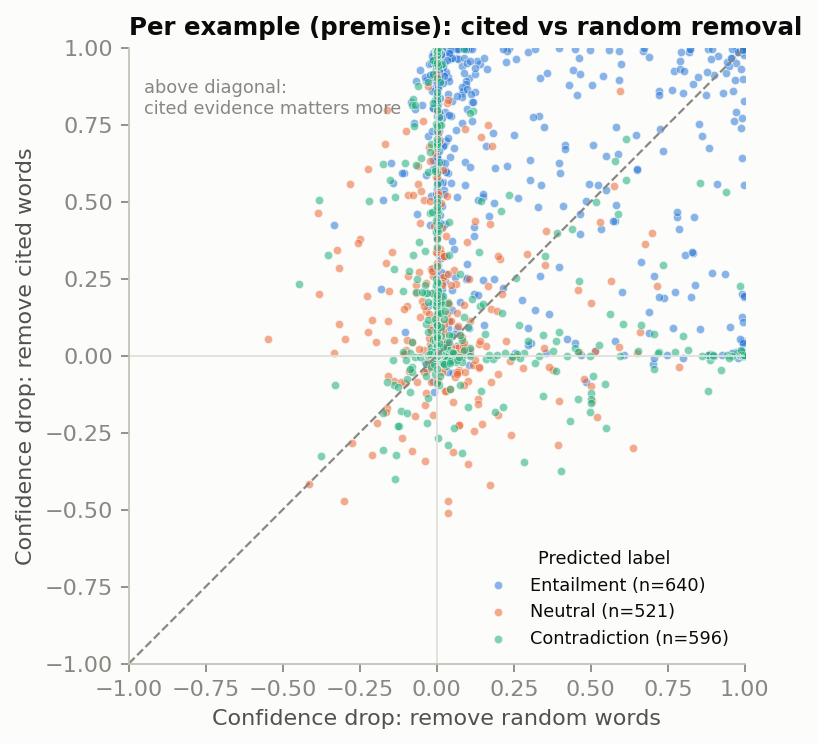 Per example (premise): cited vs random removal
above diagonal:
cited evidence matters more
1.00
0.75
0.50
0.25
0.00
−0.25
−0.50
−0.75
−1.00
Confidence drop: remove cited words
Predicted label
Entailment (n=640)
Neutral (n=521)
Contradiction (n=596)
−1.00 −0.75 −0.50 −0.25 0.00 0.25 0.50 0.75 1.00
Confidence drop: remove random words